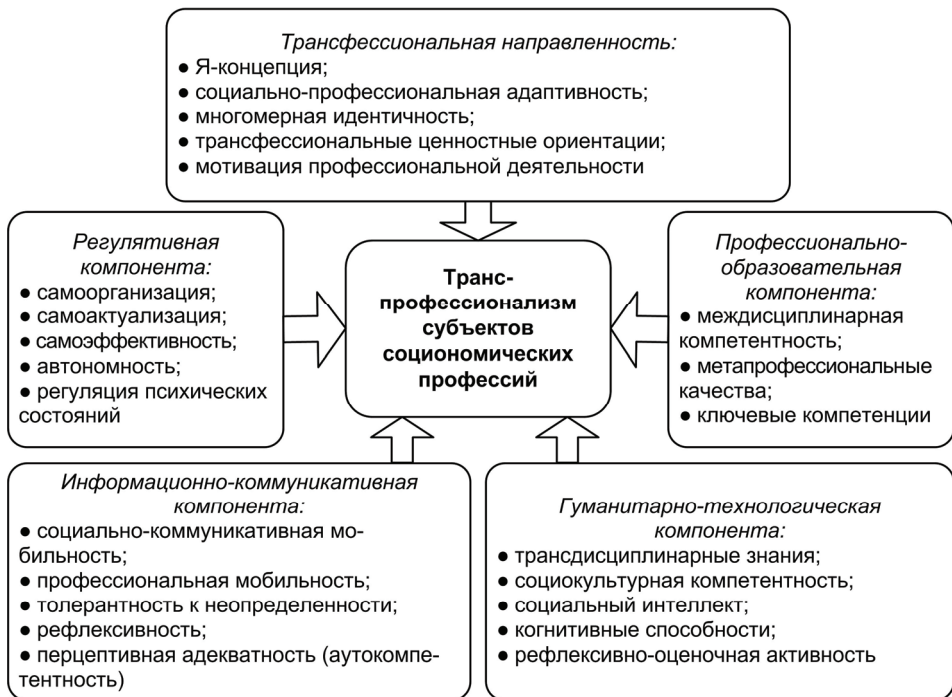 Трансфессиональная направленность:
● Я-концепция;
● социально-профессиональная адаптивность;
● многомерная идентичность;
● трансфессиональные ценностные ориентации;
● мотивация профессиональной деятельности
Регулятивная
компонента:
● самоорганизация;
● самоактуализация;
● самоэффективность;
● автономность;
● регуляция психических
состояний
Транс-
профессионализм
субъектов
социономических
профессий
Профессионально-
образовательная
компонента:
● междисциплинарная
компетентность;
● метапрофессиональные
качества;
● ключевые компетенции
Информационно-коммуникативная
компонента:
● социально-коммуникативная мо-
бильность;
● профессиональная мобильность;
● толерантность к неопределенности;
● рефлексивность;
● перцептивная адекватность (аутокомпе-
тентность)
Гуманитарно-технологическая
компонента:
● трансдисциплинарные знания;
● социокультурная компетентность;
● социальный интеллект;
● когнитивные способности;
● рефлексивно-оценочная активность